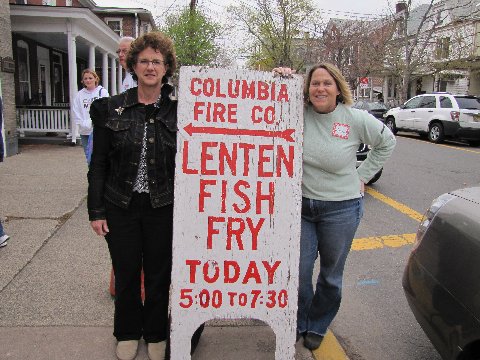 COLUMBIA
FIRE CO.
LENTEN
FISH
FRY
TODAY
5:00 TO 7:30